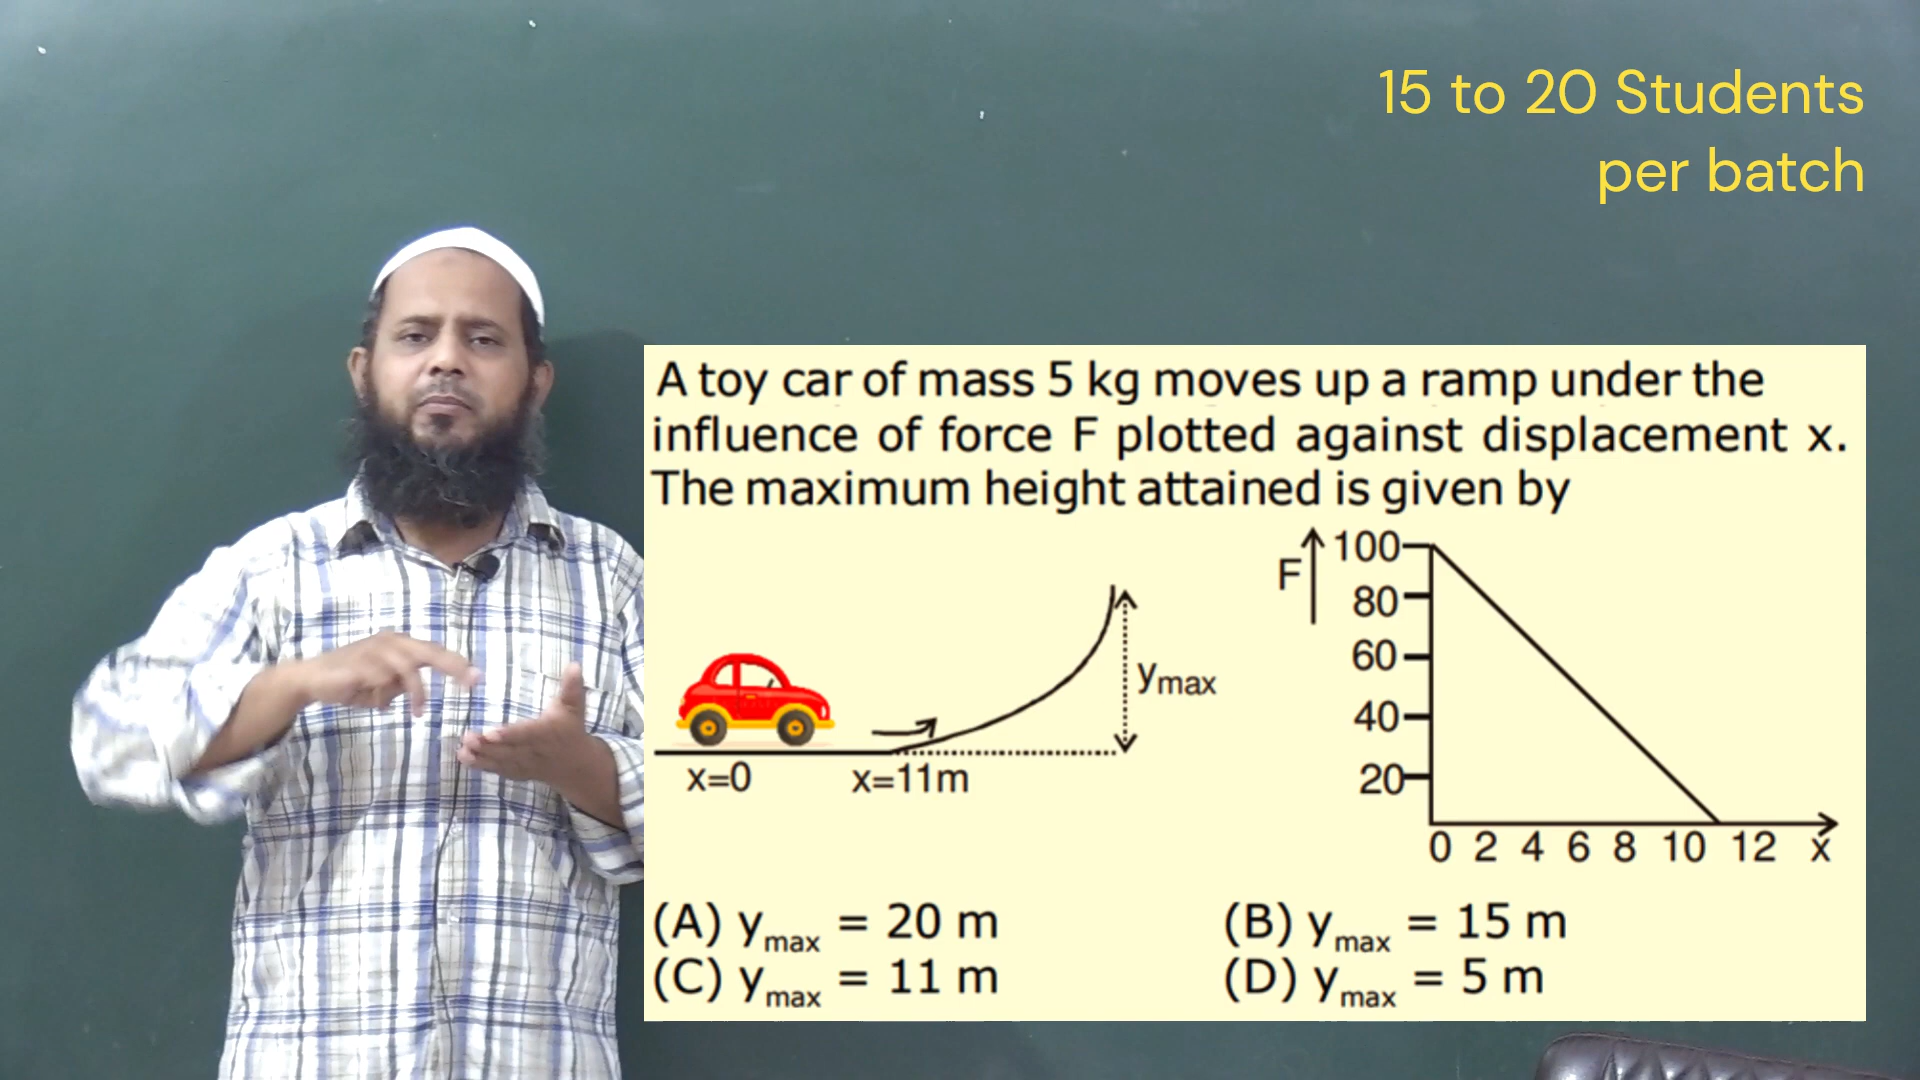 15 to 20 Students
per batch
A toy car of mass 5 kg moves up a ramp under the
influence of force F plotted against displacement x.
The maximum height attained is given by
F
100
80
60
40
20
0 2 4 6 8 10 12 x
ymax
x=0
x=11m
(A) ymax = 20 m
(B) ymax = 15 m
(C) ymax = 11 m
(D) ymax = 5 m